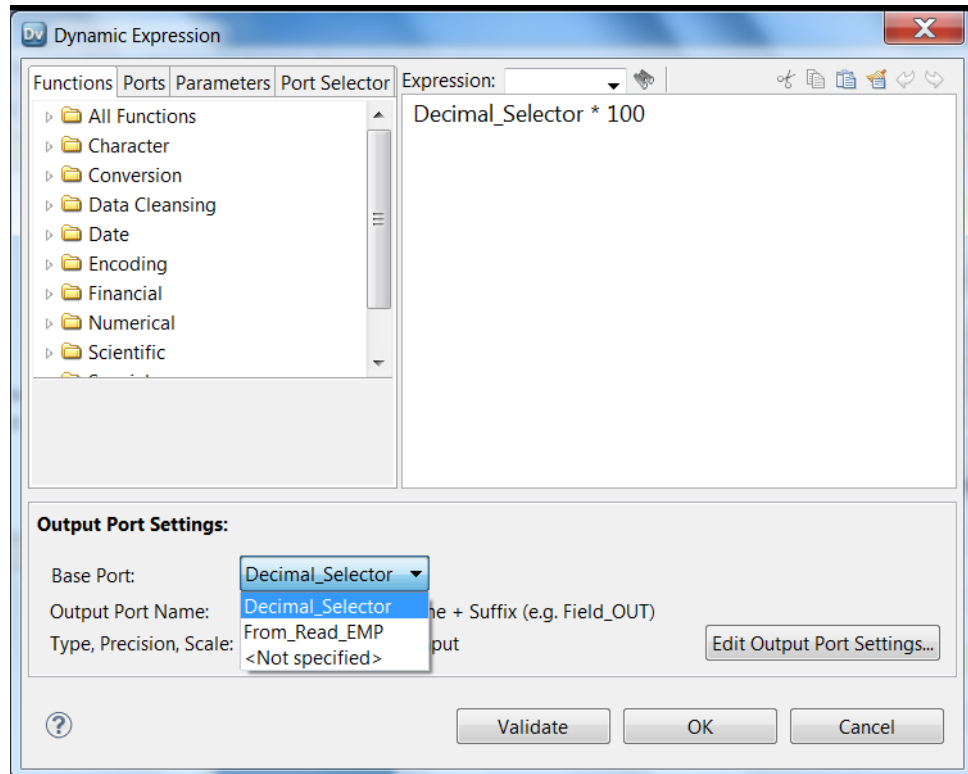 Dv Dynamic Expression
Functions Ports Parameters Port Selector
Expression:
All Functions
Character
Conversion
Data Cleansing
Date
Encoding
Financial
Numerical
Scientific
Decimal_Selector * 100
Output Port Settings:
Base Port: Decimal_Selector
Decimal_Selector
From_Read_EMP
<Not specified>
Output Port Name: + Suffix (e.g. Field_OUT)
Type, Precision, Scale:
Edit Output Port Settings...
?
Validate
OK
Cancel